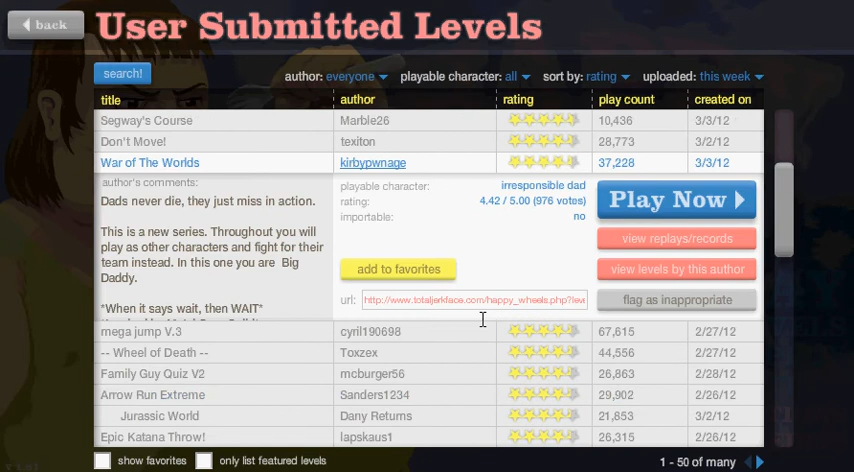 back
User Submitted Levels
search!
author: everyone playable character: all sort by: rating uploaded: this week
title author rating play count created on
Segway's Course Marble26 10,436 3/3/12
Don't Move! texiton 28,773 3/2/12
War of The Worlds kirbypwnage 37,228 3/3/12
author's comments:
Dads never die, they just miss in action.
This is a new series. Throughout you will
play as other characters and fight for their
team instead. In this one you are Big
Daddy.
*When it says wait, then WAIT*
playable character: irresponsible dad
rating: 4.42 / 5.00 (976 votes)
importable: no
add to favorites
url: http://www.totaljerkface.com/happy_wheels.php?leve
Play Now
view replays/records
view levels by this author
flag as inappropriate
mega jump V.3 cyril190698 67,615 2/27/12
-- Wheel of Death -- Toxzex 44,556 2/27/12
Family Guy Quiz V2 mcburger56 26,863 2/28/12
Arrow Run Extreme Sanders1234 29,902 2/26/12
Jurassic World Dany Returns 21,853 3/2/12
Epic Katana Throw! lapskaus1 26,315 2/26/12
show favorites only list featured levels 1 - 50 of many